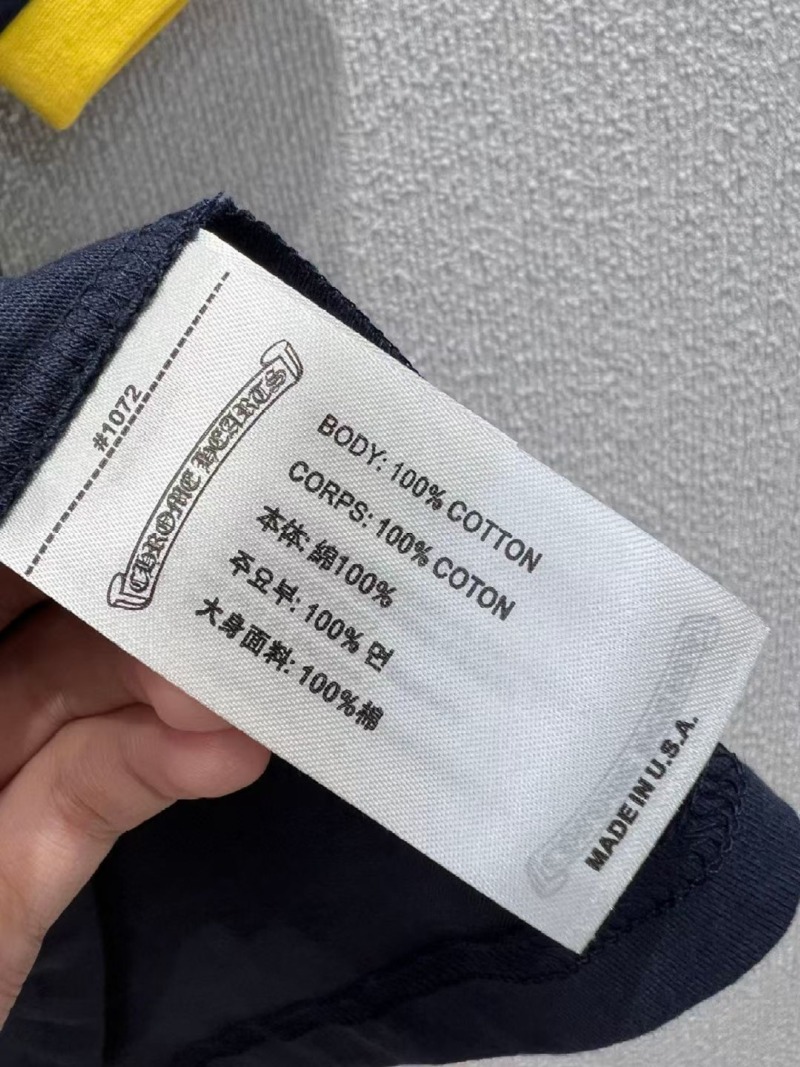 #1072
CHROME HEARTS
BODY: 100% COTTON
CORPS: 100% COTON
本体: 綿100%
주요부: 100% 면
大身面料: 100%棉
MADE IN U.S.A.